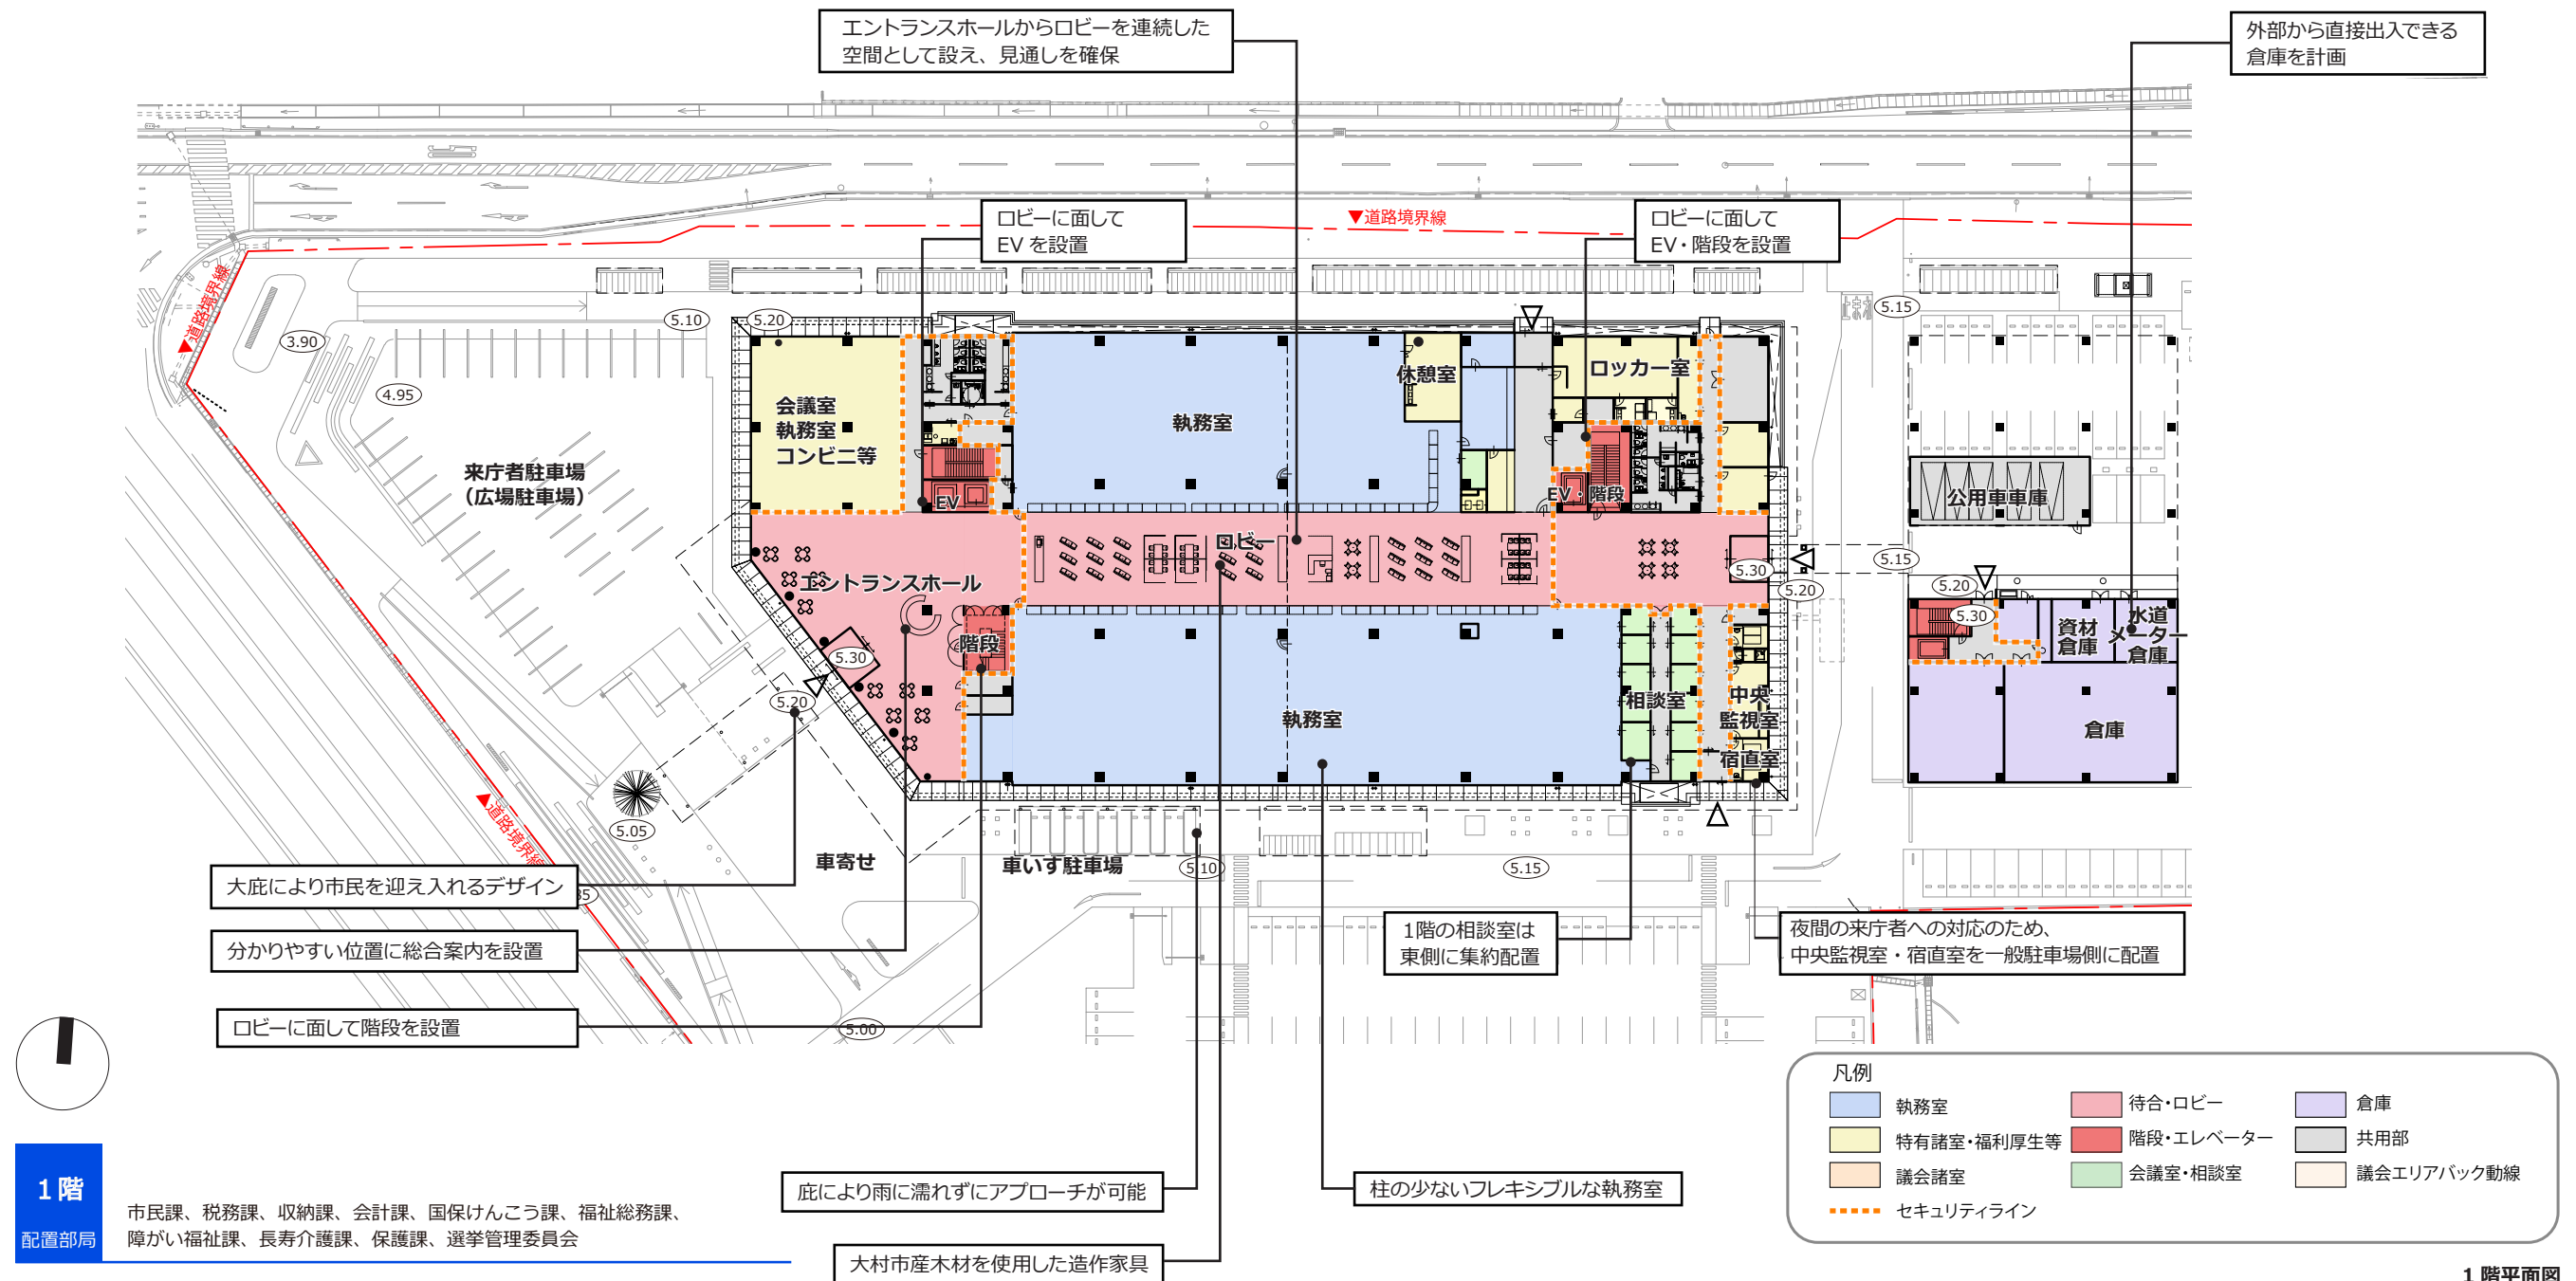 エントランスホールからロビーを連続した
空間として設え、見通しを確保
外部から直接出入できる
倉庫を計画
ロビーに面して
EV を設置
▼道路境界線
ロビーに面して
EV・階段を設置
▼道路境界線
3.90
4.95
5.10
5.20
5.15
会議室
執務室
コンビニ等
執務室
休憩室
ロッカー室
来庁者駐車場
（広場駐車場）
EV
EV・階段
公用車車庫
ロビー
エントランスホール
5.30
5.20
5.15
5.20
5.30
資材
倉庫
水道
メーター
倉庫
階段
5.30
5.20
相談室
中央
監視室
宿直室
執務室
倉庫
▼道路境界線
5.05
車寄せ
車いす駐車場
5.10
5.15
大庇により市民を迎え入れるデザイン
分かりやすい位置に総合案内を設置
ロビーに面して階段を設置
5.00
1階の相談室は
東側に集約配置
夜間の来庁者への対応のため、
中央監視室・宿直室を一般駐車場側に配置
庇により雨に濡れずにアプローチが可能
柱の少ないフレキシブルな執務室
大村市産木材を使用した造作家具
凡例
執務室
待合・ロビー
倉庫
特有諸室・福利厚生等
階段・エレベーター
共用部
議会諸室
会議室・相談室
議会エリアバック動線
セキュリティライン
1階
配置部局
市民課、税務課、収納課、会計課、国保けんこう課、福祉総務課、
障がい福祉課、長寿介護課、保護課、選挙管理委員会
1階平面図